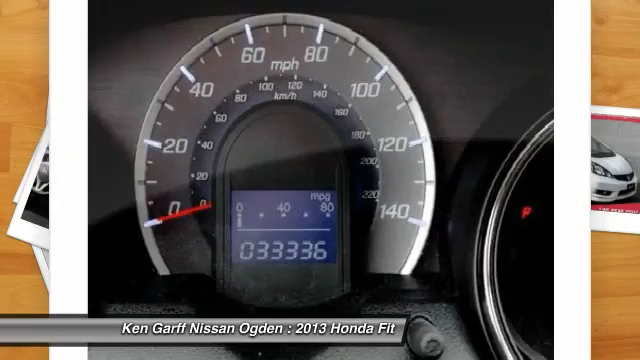 60 80
mph
40 100
100 120
80 140
km/h
60 160
40 180
20 120
200
20 220
0 0 140
mpg
0 40 80
033336
P
Ken Garff Nissan Ogden : 2013 Honda Fit